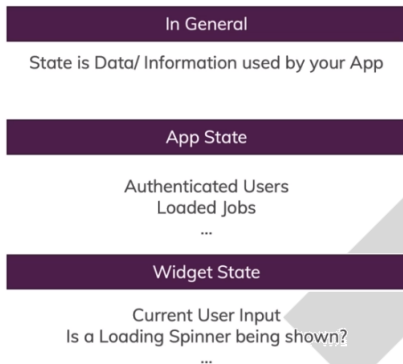 In General
State is Data/ Information used by your App
App State
Authenticated Users
Loaded Jobs
...
Widget State
Current User Input
Is a Loading Spinner being shown?
...